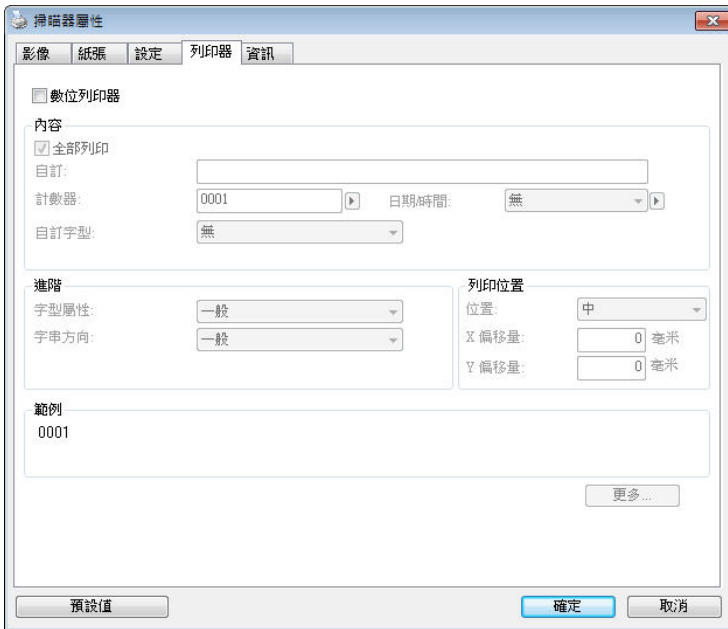 掃瞄器屬性
影像 紙張 設定 列印器 資訊
數位列印器
內容
全部列印
自訂:
計數器: 0001 日期/時間: 無
自訂字型: 無
進階
字型屬性: 一般
字串方向: 一般
列印位置
位置: 中
X 偏移量: 0 毫米
Y 偏移量: 0 毫米
範例
0001
更多...
預設值 確定 取消